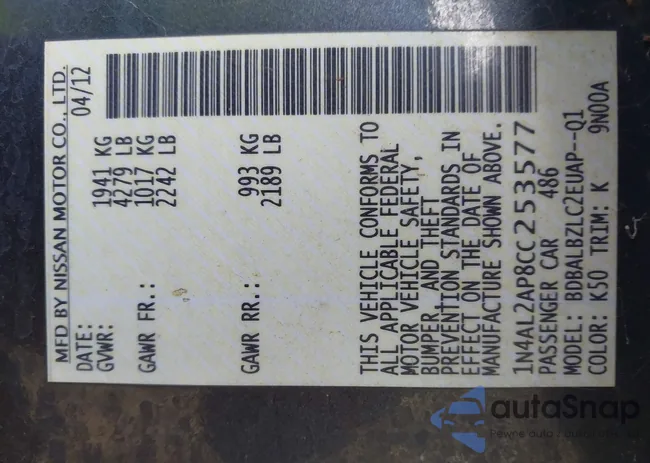 MFD BY NISSAN MOTOR CO., LTD.
DATE: 04/12
GVWR: 1941 KG
4279 LB
GAWR FR.: 1017 KG
2242 LB
GAWR RR.: 993 KG
2189 LB
THIS VEHICLE CONFORMS TO
ALL APPLICABLE FEDERAL
MOTOR VEHICLE SAFETY,
BUMPER, AND THEFT
PREVENTION STANDARDS IN
EFFECT ON THE DATE OF
MANUFACTURE SHOWN ABOVE.
1N4AL2AP8CC253577
PASSENGER CAR 486
MODEL: BDBALBZLC2EUAP--Q1
COLOR: K50 TRIM: K 9N00A
autaSnap
Pewne auto z